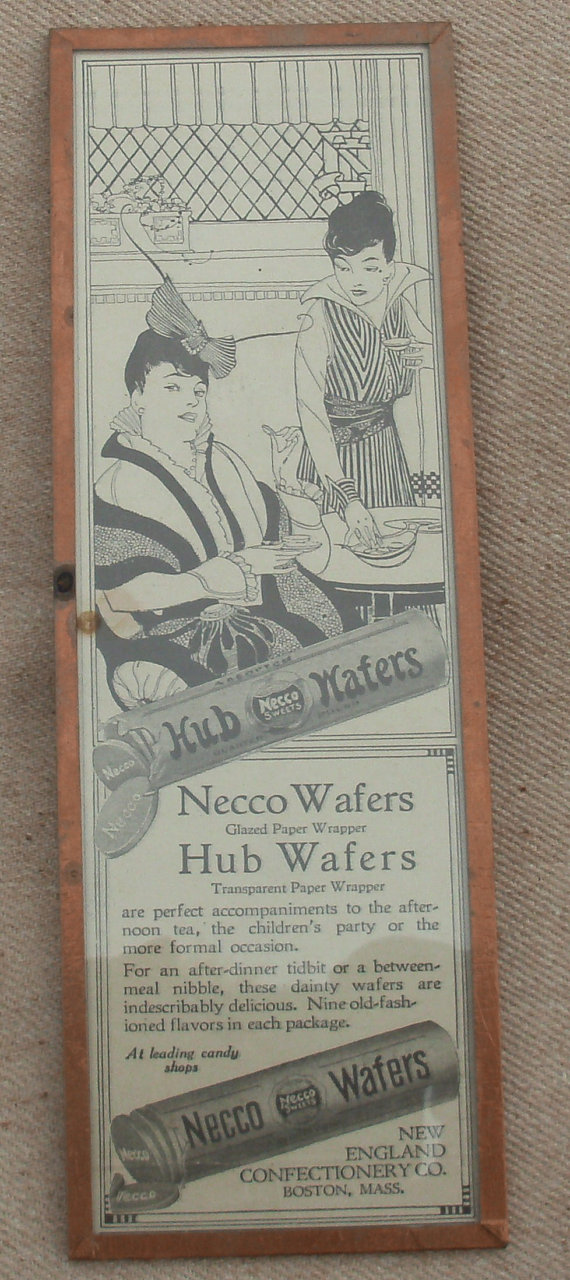 Hub Necco SWEETS Wafers
Necco
Necco
Necco Wafers
Glazed Paper Wrapper
Hub Wafers
Transparent Paper Wrapper
are perfect accompaniments to the after-
noon tea, the children's party or the
more formal occasion.
For an after-dinner tidbit or a between-
meal nibble, these dainty wafers are
indescribably delicious. Nine old-fash-
ioned flavors in each package.
At leading candy
shops
Necco Necco SWEETS Wafers
Necco
Necco
NEW
ENGLAND
CONFECTIONERY CO.
BOSTON, MASS.